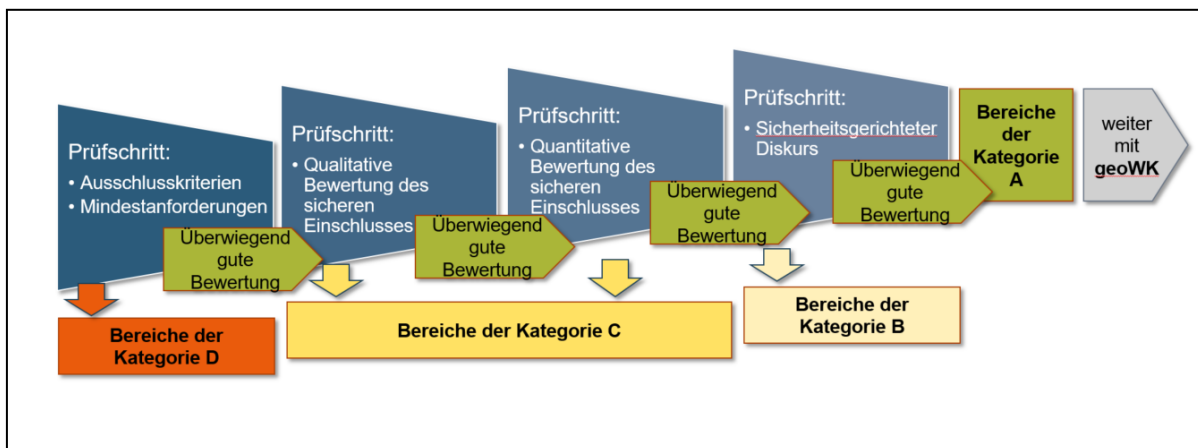 Prüfschritt:
• Ausschlusskriterien
• Mindestanforderungen
Überwiegend
gute
Bewertung
Bereiche der
Kategorie D
Prüfschritt:
• Qualitative
Bewertung des
sicheren
Einschlusses
Überwiegend
gute
Bewertung
Prüfschritt:
• Quantitative
Bewertung des
sicheren
Einschlusses
Überwiegend
gute
Bewertung
Bereiche der Kategorie C
Prüfschritt:
• Sicherheitsgerichteter
Diskurs
Überwiegend
gute
Bewertung
Bereiche der
Kategorie B
Bereiche
der
Kategorie
A
weiter
mit
geoWK